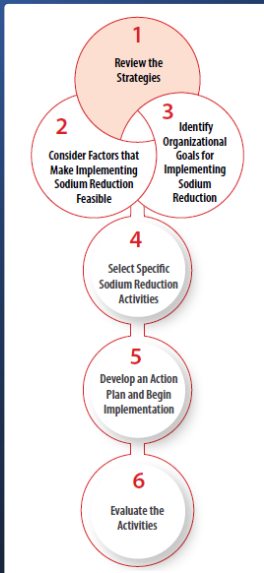 1
Review the
Strategies
2
Consider Factors that
Make Implementing
Sodium Reduction
Feasible
3
Identify
Organizational
Goals for
Implementing
Sodium
Reduction
4
Select Specific
Sodium Reduction
Activities
5
Develop an Action
Plan and Begin
Implementation
6
Evaluate the
Activities